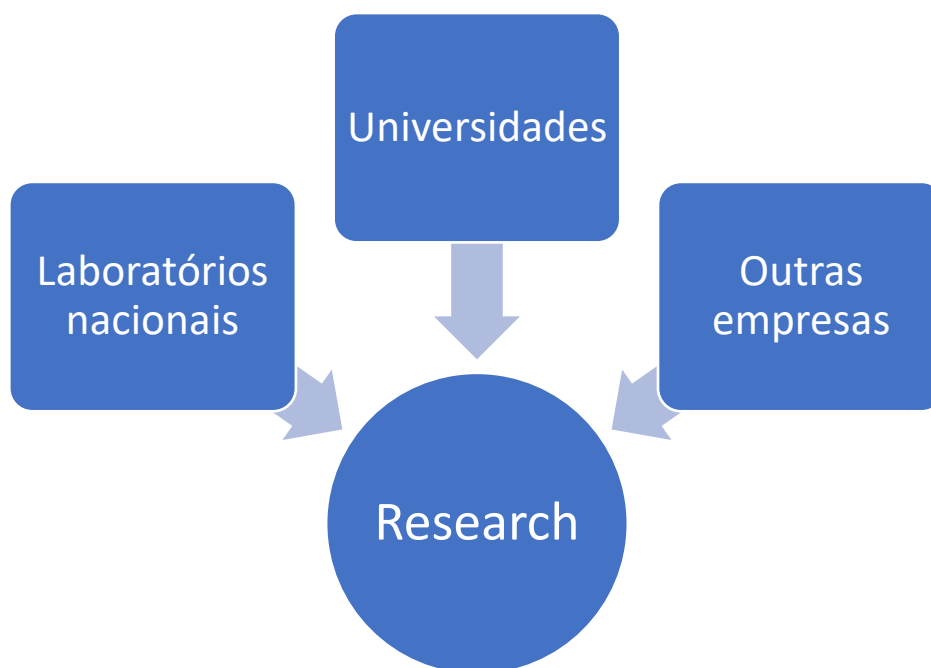 Universidades
Laboratórios
nacionais
Outras
empresas
Research